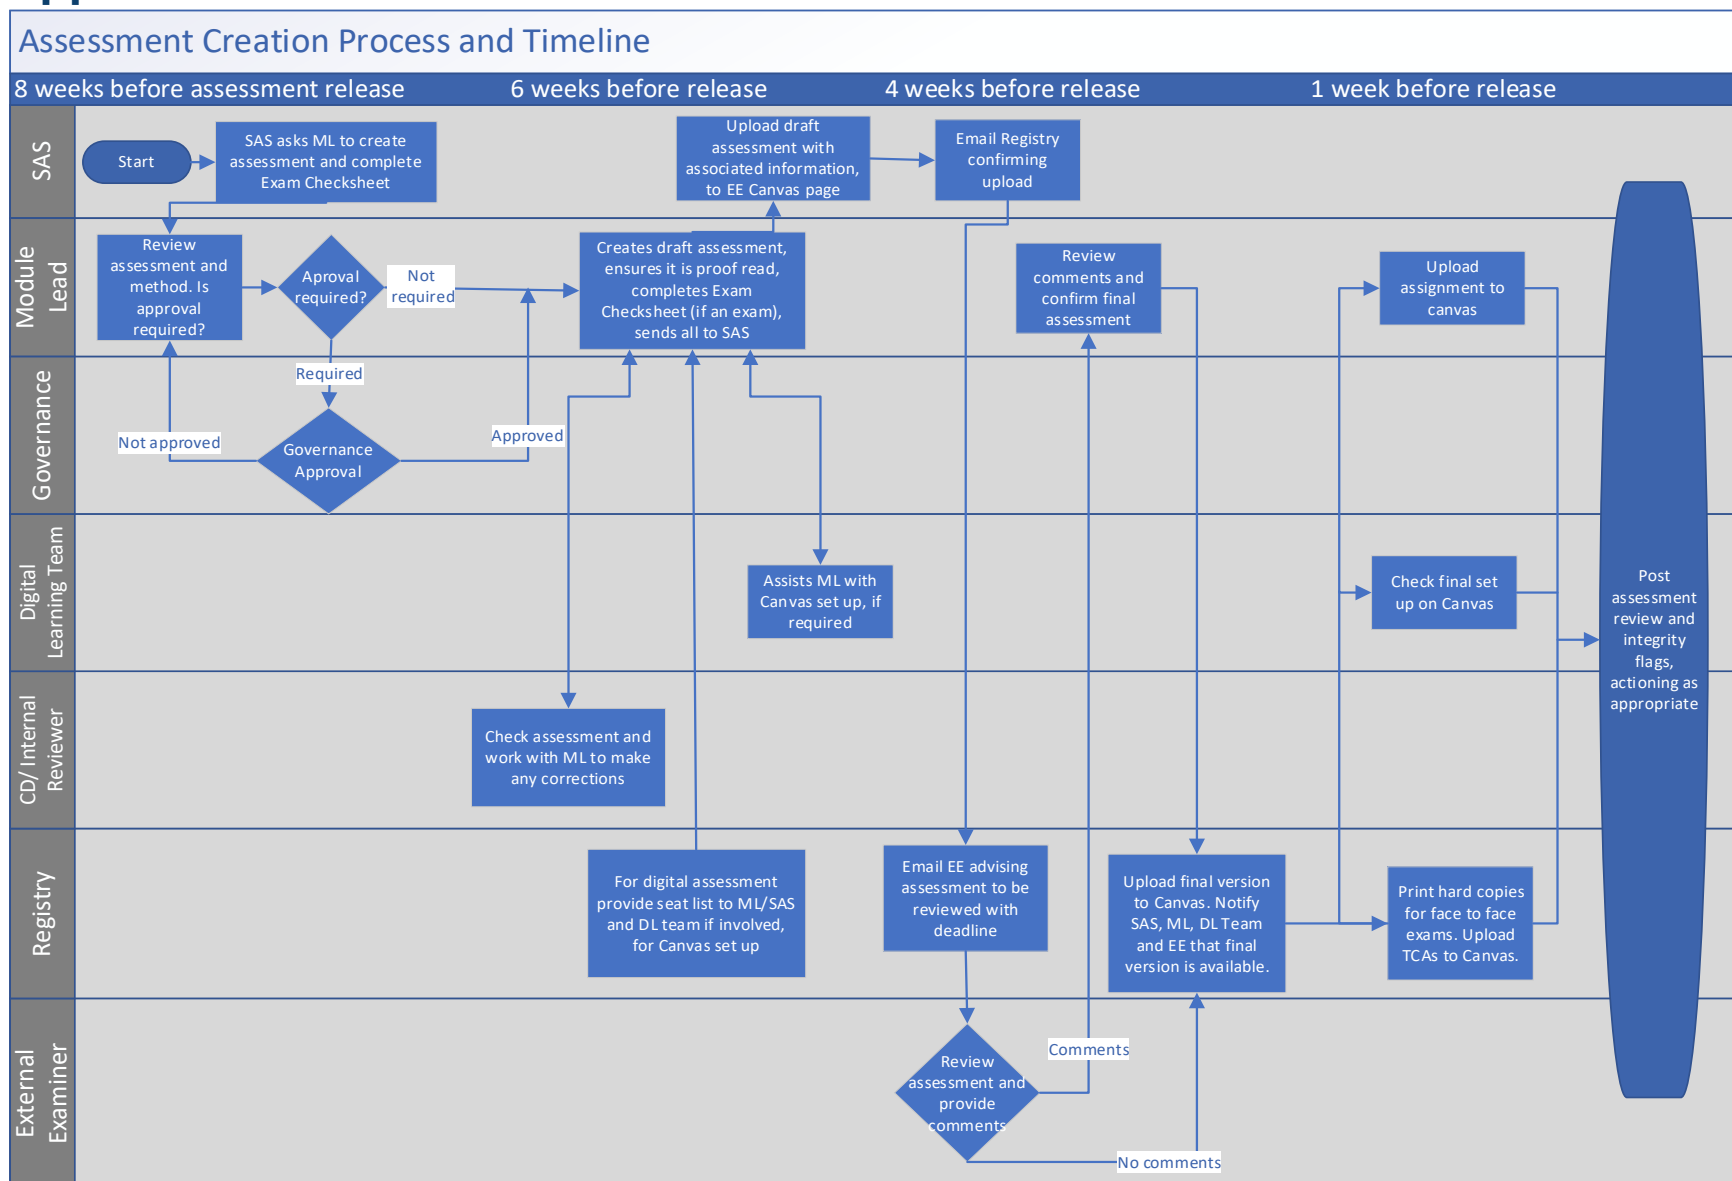 Assessment Creation Process and Timeline
8 weeks before assessment release
6 weeks before release
4 weeks before release
1 week before release
SAS
Start
SAS asks ML to create
assessment and complete
Exam Checksheet
Upload draft
assessment with
associated information,
to EE Canvas page
Email Registry
confirming
upload
Module
Lead
Review
assessment and
method. Is
approval
required?
Aproval
required?
Not
required
Creates draft assessment,
ensures it is proof read,
completes Exam
Checksheet (if an exam),
sends all to SAS
Review
comments and
confirm final
assessment
Upload
assignment to
canvas
Governance
Required
Not approved
Governance
Approval
Approved
Digital
Learning Team
Assists ML with
Canvas set up, if
required
Check final set
up on Canvas
Post
assessment
review and
integrity
flags,
actioning as
appropriate
CD/ Internal
Reviewer
Check assessment and
work with ML to make
any corrections
Registry
For digital assessment
provide seat list to ML/SAS
and DL team if involved,
for Canvas set up
Email EE advising
assessment to be
reviewed with
deadline
Upload final version
to Canvas. Notify
SAS, ML, DL Team
and EE that final
version is available.
Print hard copies
for face to face
exams. Upload
TCAs to Canvas.
External
Examiner
Review
assessment and
provide
comments
Comments
No comments